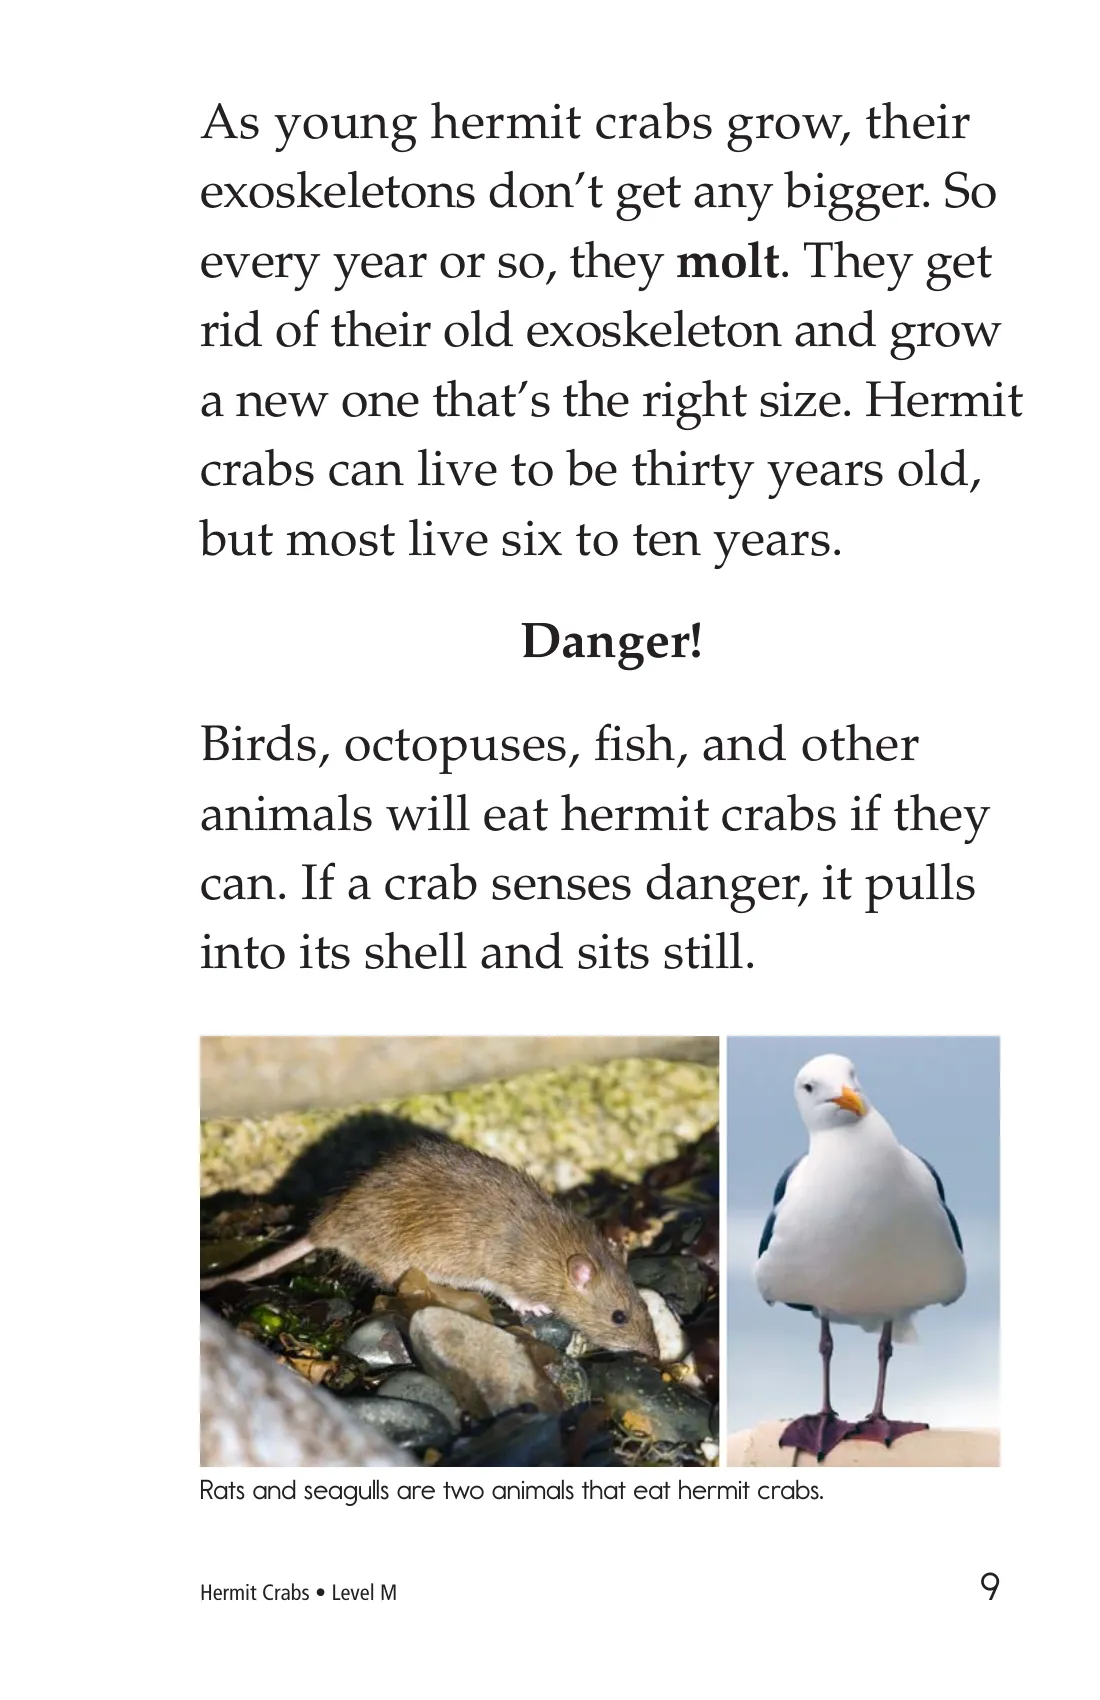 As young hermit crabs grow, their
exoskeletons don’t get any bigger. So
every year or so, they molt. They get
rid of their old exoskeleton and grow
a new one that’s the right size. Hermit
crabs can live to be thirty years old,
but most live six to ten years.
Danger!
Birds, octopuses, fish, and other
animals will eat hermit crabs if they
can. If a crab senses danger, it pulls
into its shell and sits still.
Rats and seagulls are two animals that eat hermit crabs.
Hermit Crabs • Level M
9